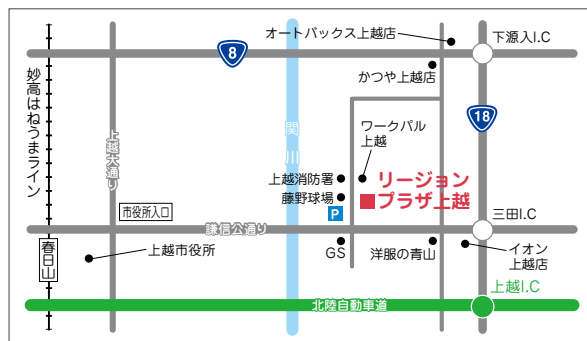 オートバックス上越店
下源入I.C
8
かつや上越店
妙高はねうまライン
上越大通り
関川
18
ワークパル
上越
上越消防署
藤野球場
P
リージョン
プラザ上越
市役所入口
謙信公通り
三田I.C
春日山
上越市役所
GS
洋服の青山
イオン
上越店
上越I.C
北陸自動車道